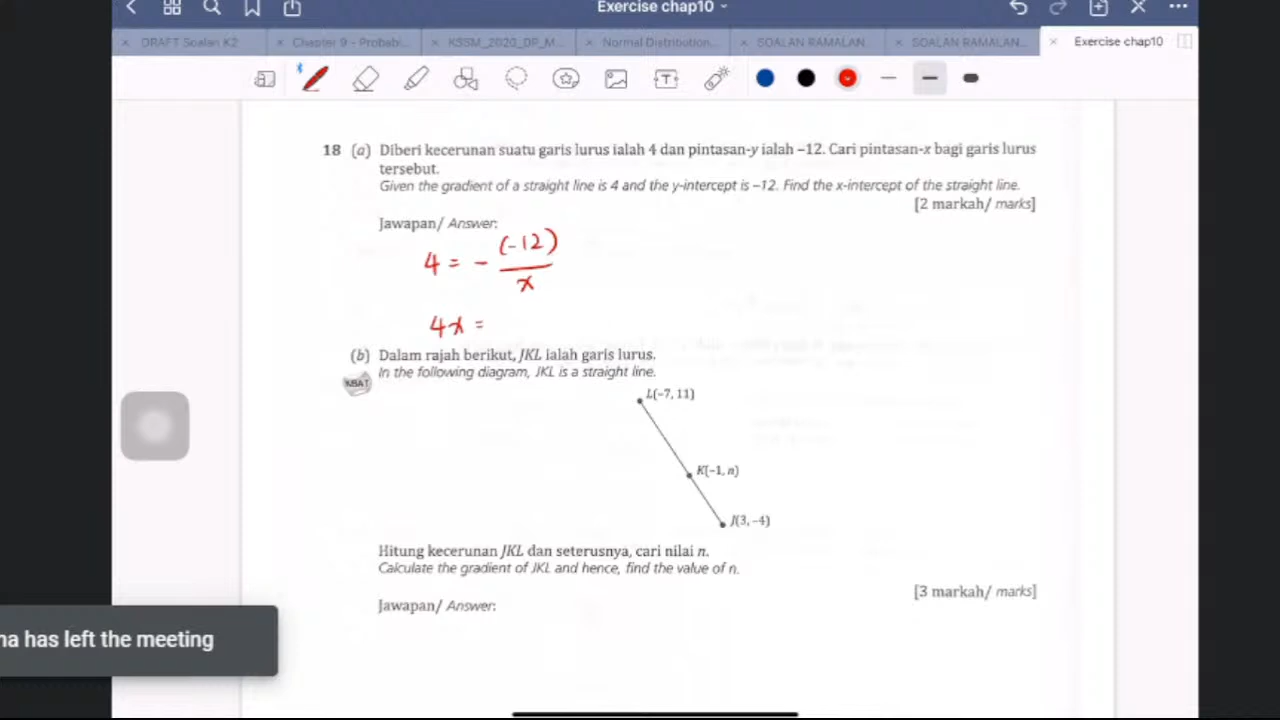 Exercise chap10
DRAFT Soalan K2
Chapter 9 - Probabi...
KSSM_2020_DP_M...
Normal Distribution...
SOALAN RAMALAN
SOALAN RAMALAN...
Exercise chap10
18 (a) Diberi kecerunan suatu garis lurus ialah 4 dan pintasan-y ialah –12. Cari pintasan-x bagi garis lurus
tersebut.
Given the gradient of a straight line is 4 and the y-intercept is –12. Find the x-intercept of the straight line.
[2 markah/ marks]
Jawapan/ Answer:
4 = - (-12)/x
4x =
(b) Dalam rajah berikut, JKL ialah garis lurus.
KBAT In the following diagram, JKL is a straight line.
L(–7, 11)
K(–1, n)
J(3, –4)
Hitung kecerunan JKL dan seterusnya, cari nilai n.
Calculate the gradient of JKL and hence, find the value of n.
[3 markah/ marks]
Jawapan/ Answer:
na has left the meeting